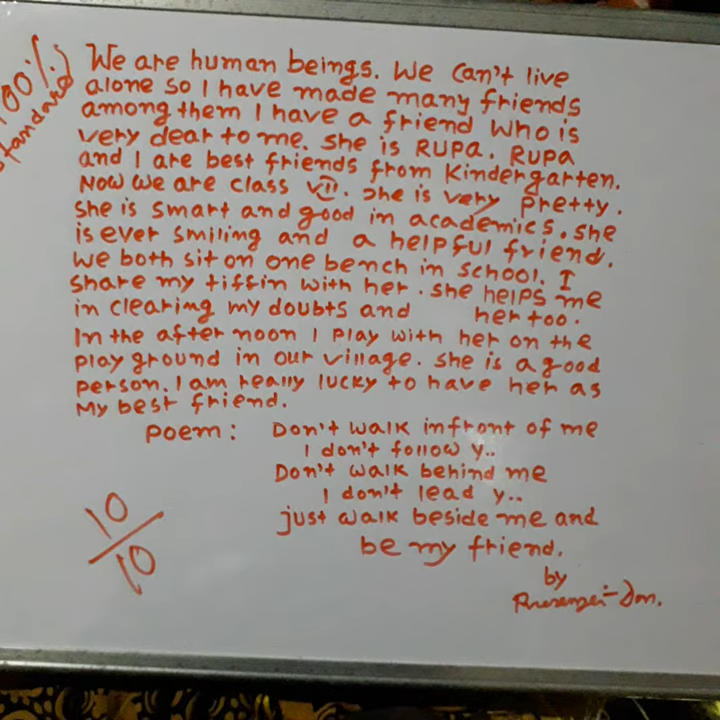 100%
Standard
We are human beings. We can't live
alone so I have made many friends
among them I have a friend who is
very dear to me. She is RUPA. RUPA
and I are best friends from Kindergarten.
Now we are class VII. She is very pretty.
She is smart and good in academics. She
is ever smiling and a helpful friend.
We both sit on one bench in school. I
share my tiffin with her. She helps me
in clearing my doubts and her too.
In the after noon I play with her on the
play ground in our village. She is a good
person. I am really lucky to have her as
My best friend.
Poem: Don't walk infront of me
I don't follow y..
Don't walk behind me
I don't lead y..
just walk beside me and
be my friend.
10/10
by